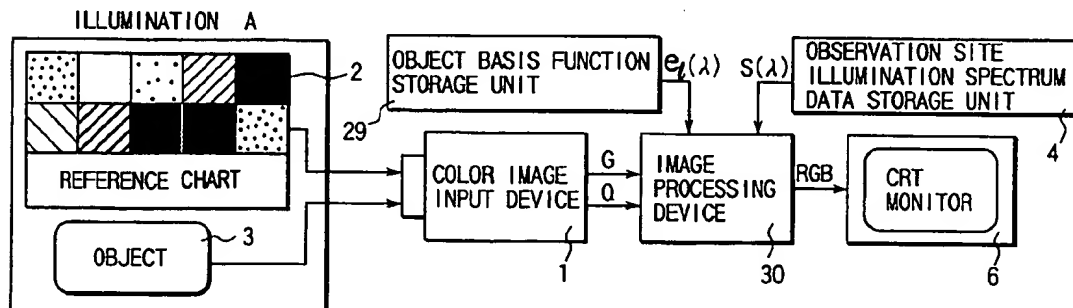 ILLUMINATION A
2
REFERENCE CHART
OBJECT
3
OBJECT BASIS FUNCTION
STORAGE UNIT
29
eℓ(λ)
S(λ)
OBSERVATION SITE
ILLUMINATION SPECTRUM
DATA STORAGE UNIT
4
COLOR IMAGE
INPUT DEVICE
1
G
Q
IMAGE
PROCESSING
DEVICE
30
RGB
CRT
MONITOR
6